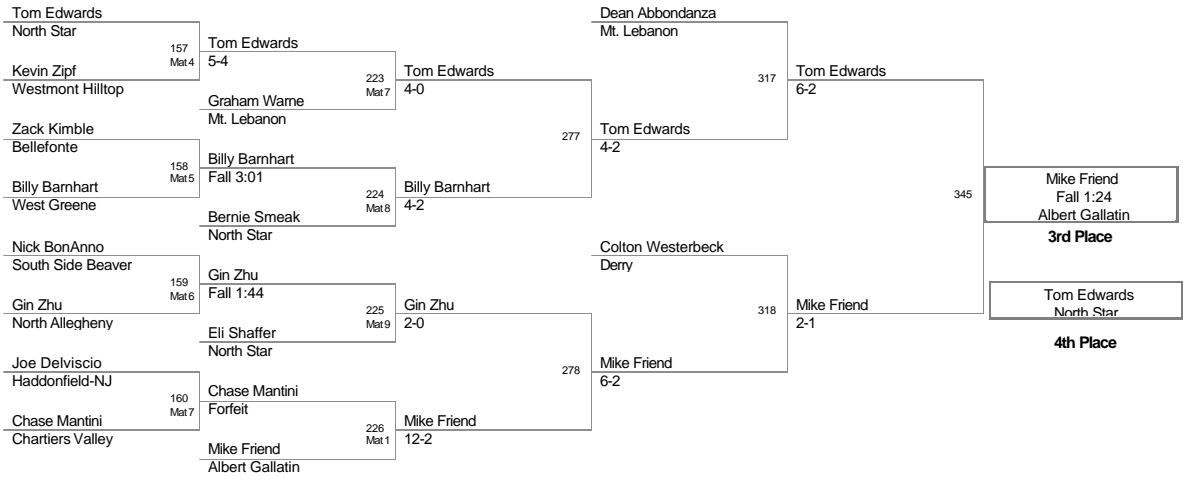 Tom Edwards
North Star
157
Mat 4
Kevin Zipf
Westmont Hilltop
Tom Edwards
5-4
223
Mat 7
Graham Warne
Mt. Lebanon
Tom Edwards
4-0
Zack Kimble
Bellefonte
158
Mat 5
Billy Barnhart
West Greene
Billy Barnhart
Fall 3:01
224
Mat 8
Bernie Smeak
North Star
Billy Barnhart
4-2
277
Tom Edwards
4-2
Dean Abbondanza
Mt. Lebanon
317
Tom Edwards
6-2
Nick BonAnno
South Side Beaver
159
Mat 6
Gin Zhu
North Allegheny
Gin Zhu
Fall 1:44
225
Mat 9
Eli Shaffer
North Star
Gin Zhu
2-0
Joe Delviscio
Haddonfield-NJ
160
Mat 7
Chase Mantini
Chartiers Valley
Chase Mantini
Forfeit
226
Mat 1
Mike Friend
Albert Gallatin
Mike Friend
12-2
278
Mike Friend
6-2
Colton Westerbeck
Derry
318
Mike Friend
2-1
345
Mike Friend
Fall 1:24
Albert Gallatin
3rd Place
Tom Edwards
North Star
4th Place